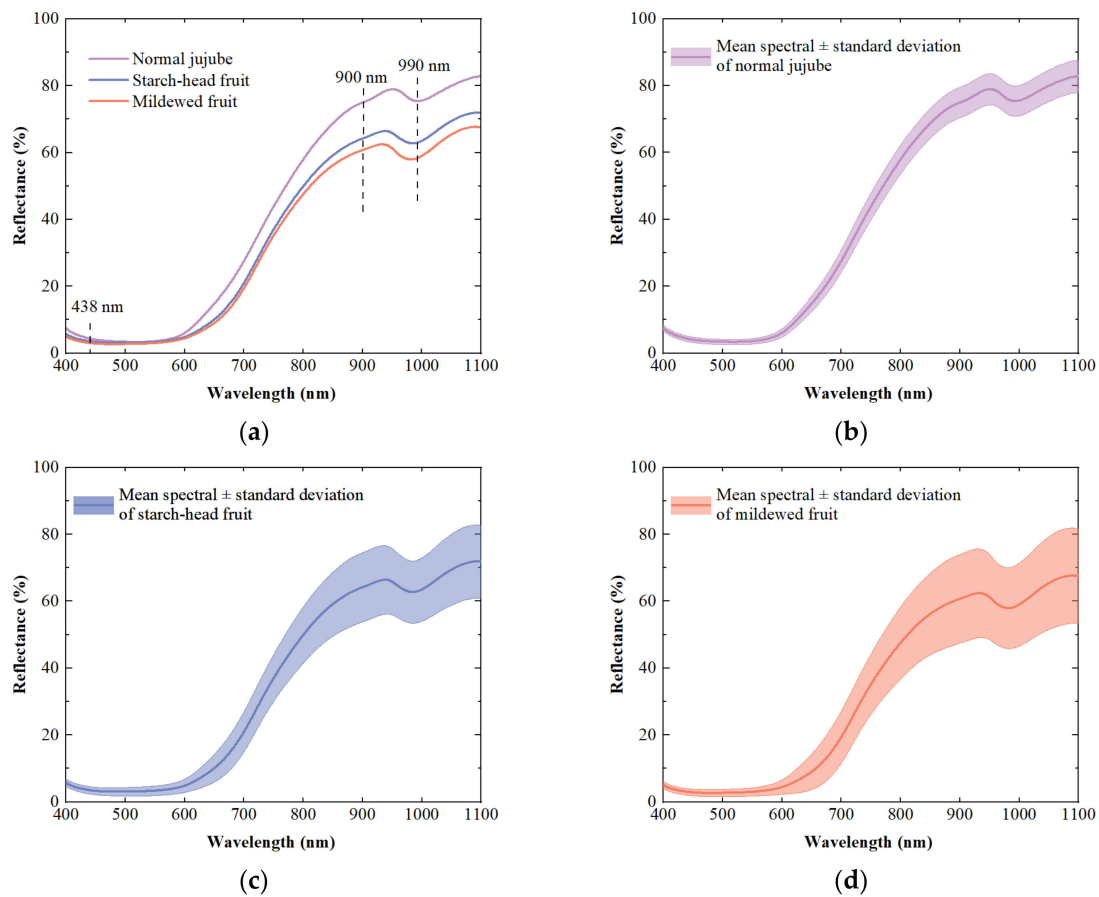 100
80
60
40
20
0
Reflectance (%)
Normal jujube
Starch-head fruit
Mildewed fruit
438 nm
900 nm
990 nm
400 500 600 700 800 900 1000 1100
Wavelength (nm)
(a)
100
80
60
40
20
0
Reflectance (%)
Mean spectral ± standard deviation
of normal jujube
400 500 600 700 800 900 1000 1100
Wavelength (nm)
(b)
100
80
60
40
20
0
Reflectance (%)
Mean spectral ± standard deviation
of starch-head fruit
400 500 600 700 800 900 1000 1100
Wavelength (nm)
(c)
100
80
60
40
20
0
Reflectance (%)
Mean spectral ± standard deviation
of mildewed fruit
400 500 600 700 800 900 1000 1100
Wavelength (nm)
(d)